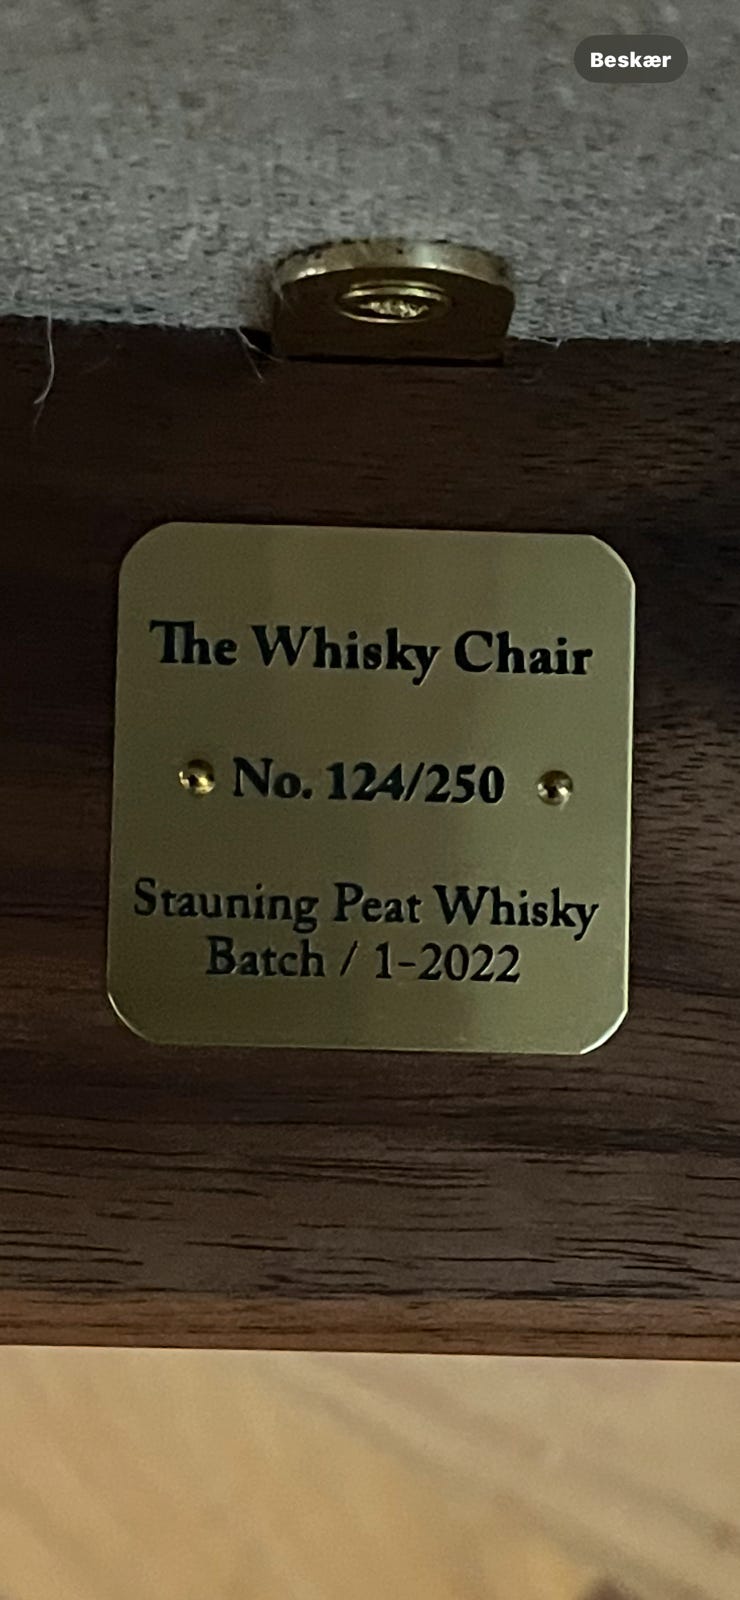 Beskær
The Whisky Chair
No. 124/250
Stauning Peat Whisky
Batch / 1-2022